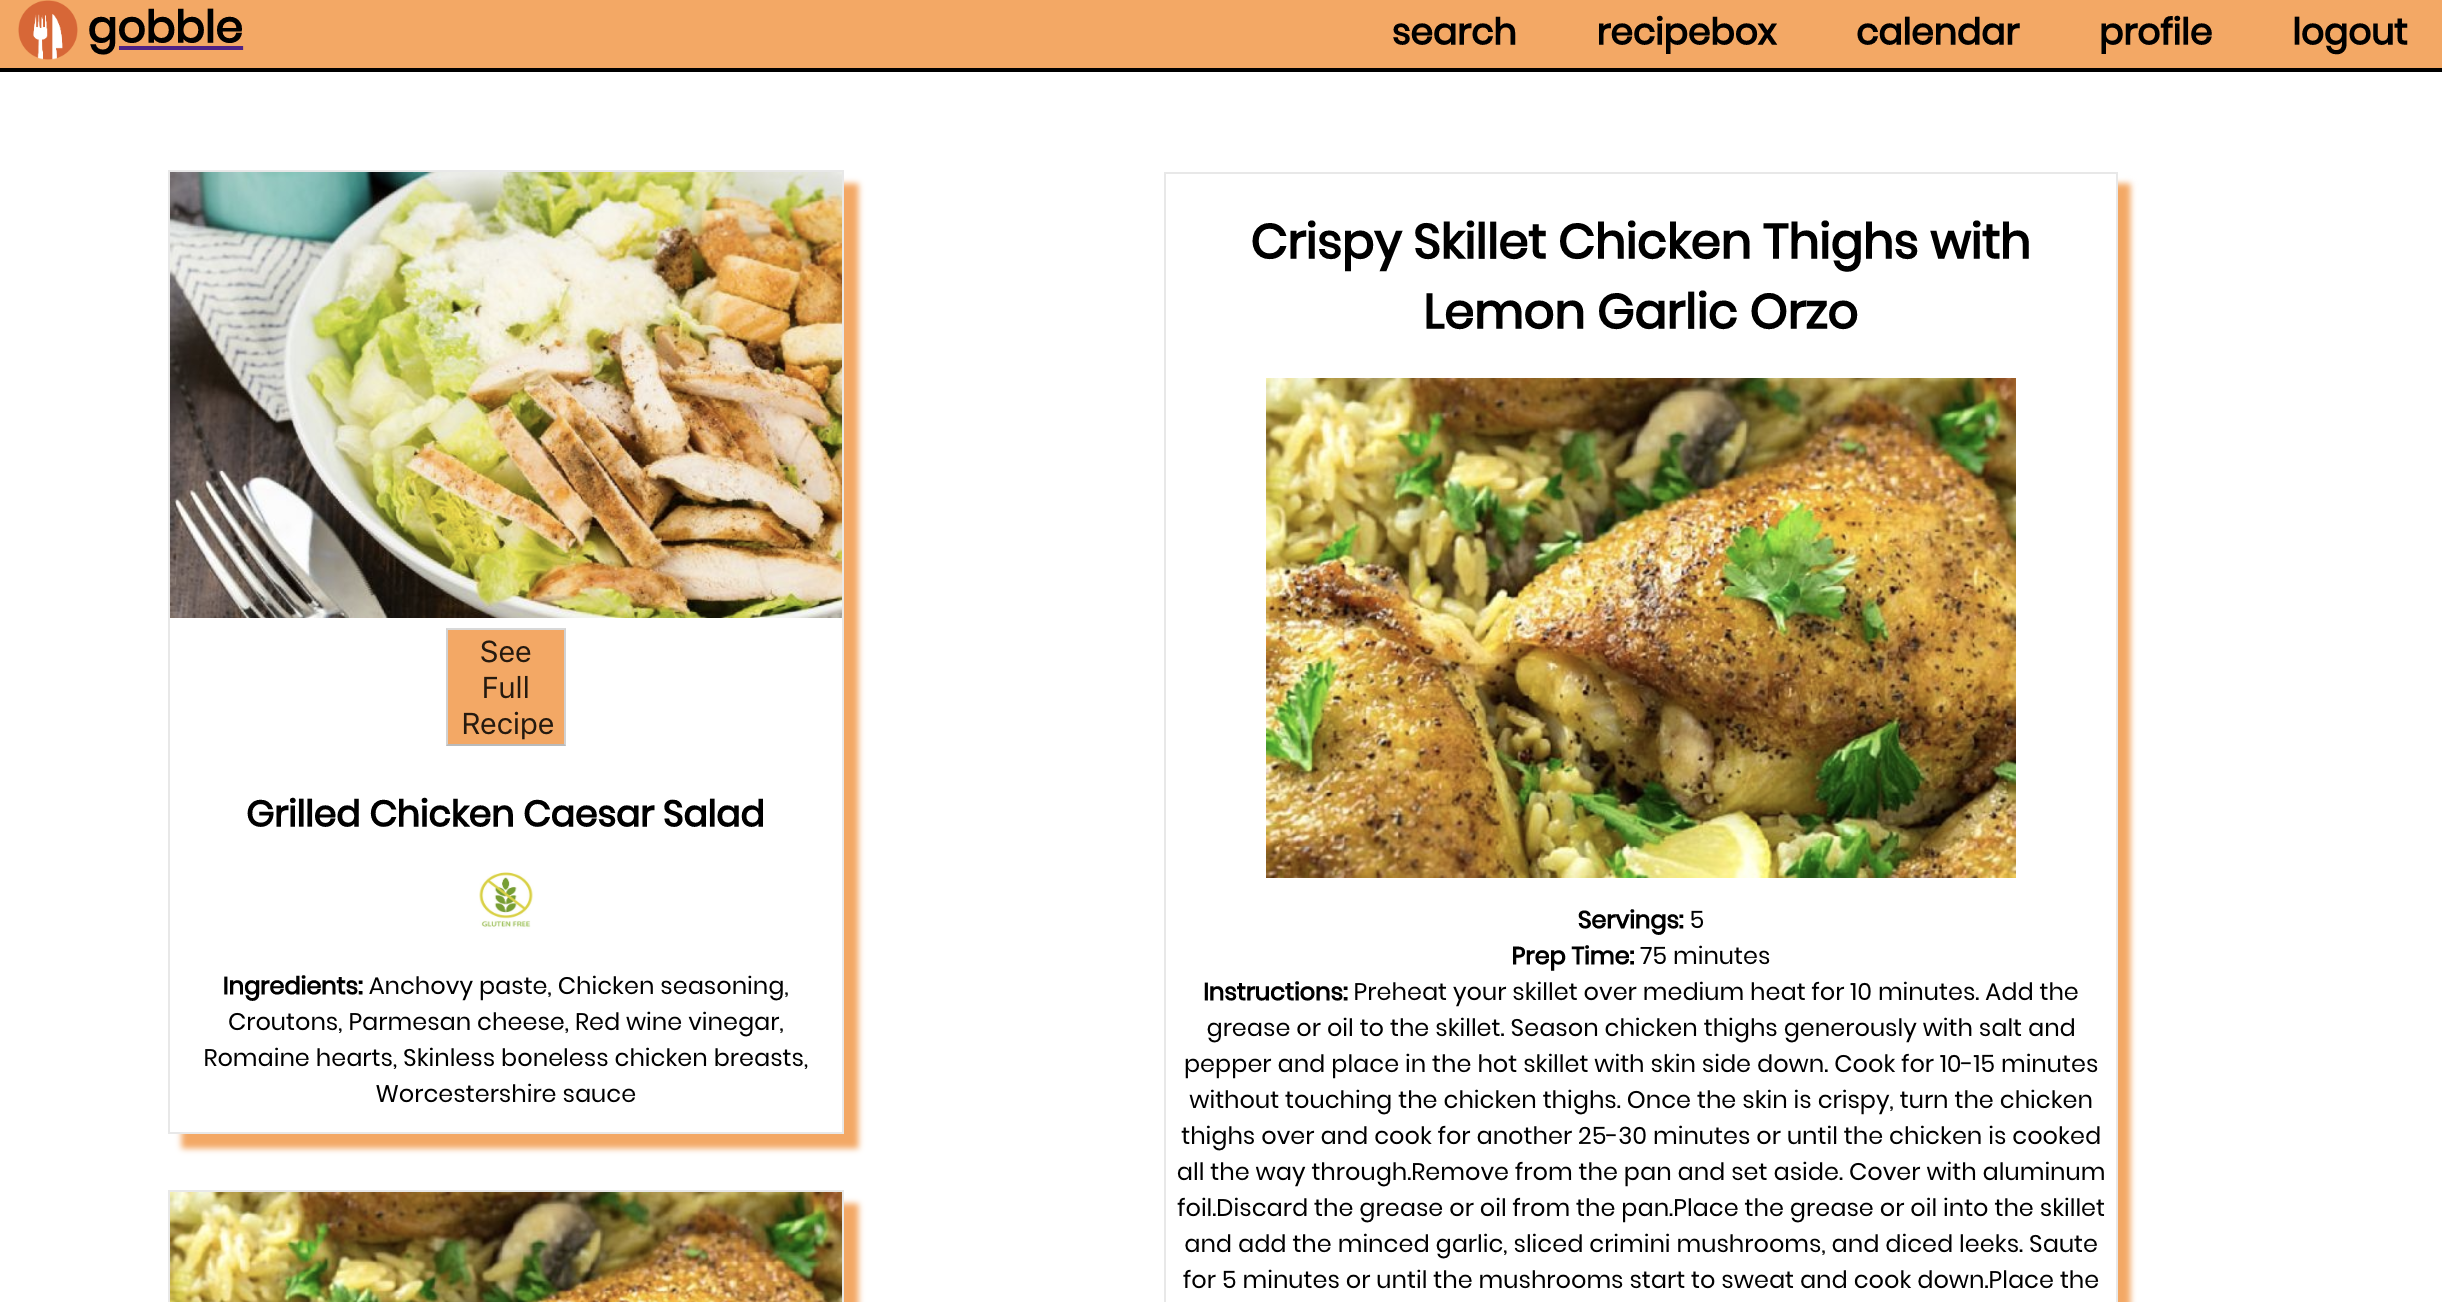 gobble
search recipebox calendar profile logout
See
Full
Recipe
Grilled Chicken Caesar Salad
GLUTEN FREE
Ingredients: Anchovy paste, Chicken seasoning,
Croutons, Parmesan cheese, Red wine vinegar,
Romaine hearts, Skinless boneless chicken breasts,
Worcestershire sauce
Crispy Skillet Chicken Thighs with
Lemon Garlic Orzo
Servings: 5
Prep Time: 75 minutes
Instructions: Preheat your skillet over medium heat for 10 minutes. Add the
grease or oil to the skillet. Season chicken thighs generously with salt and
pepper and place in the hot skillet with skin side down. Cook for 10-15 minutes
without touching the chicken thighs. Once the skin is crispy, turn the chicken
thighs over and cook for another 25-30 minutes or until the chicken is cooked
all the way through.Remove from the pan and set aside. Cover with aluminum
foil.Discard the grease or oil from the pan.Place the grease or oil into the skillet
and add the minced garlic, sliced crimini mushrooms, and diced leeks. Saute
for 5 minutes or until the mushrooms start to sweat and cook down.Place the